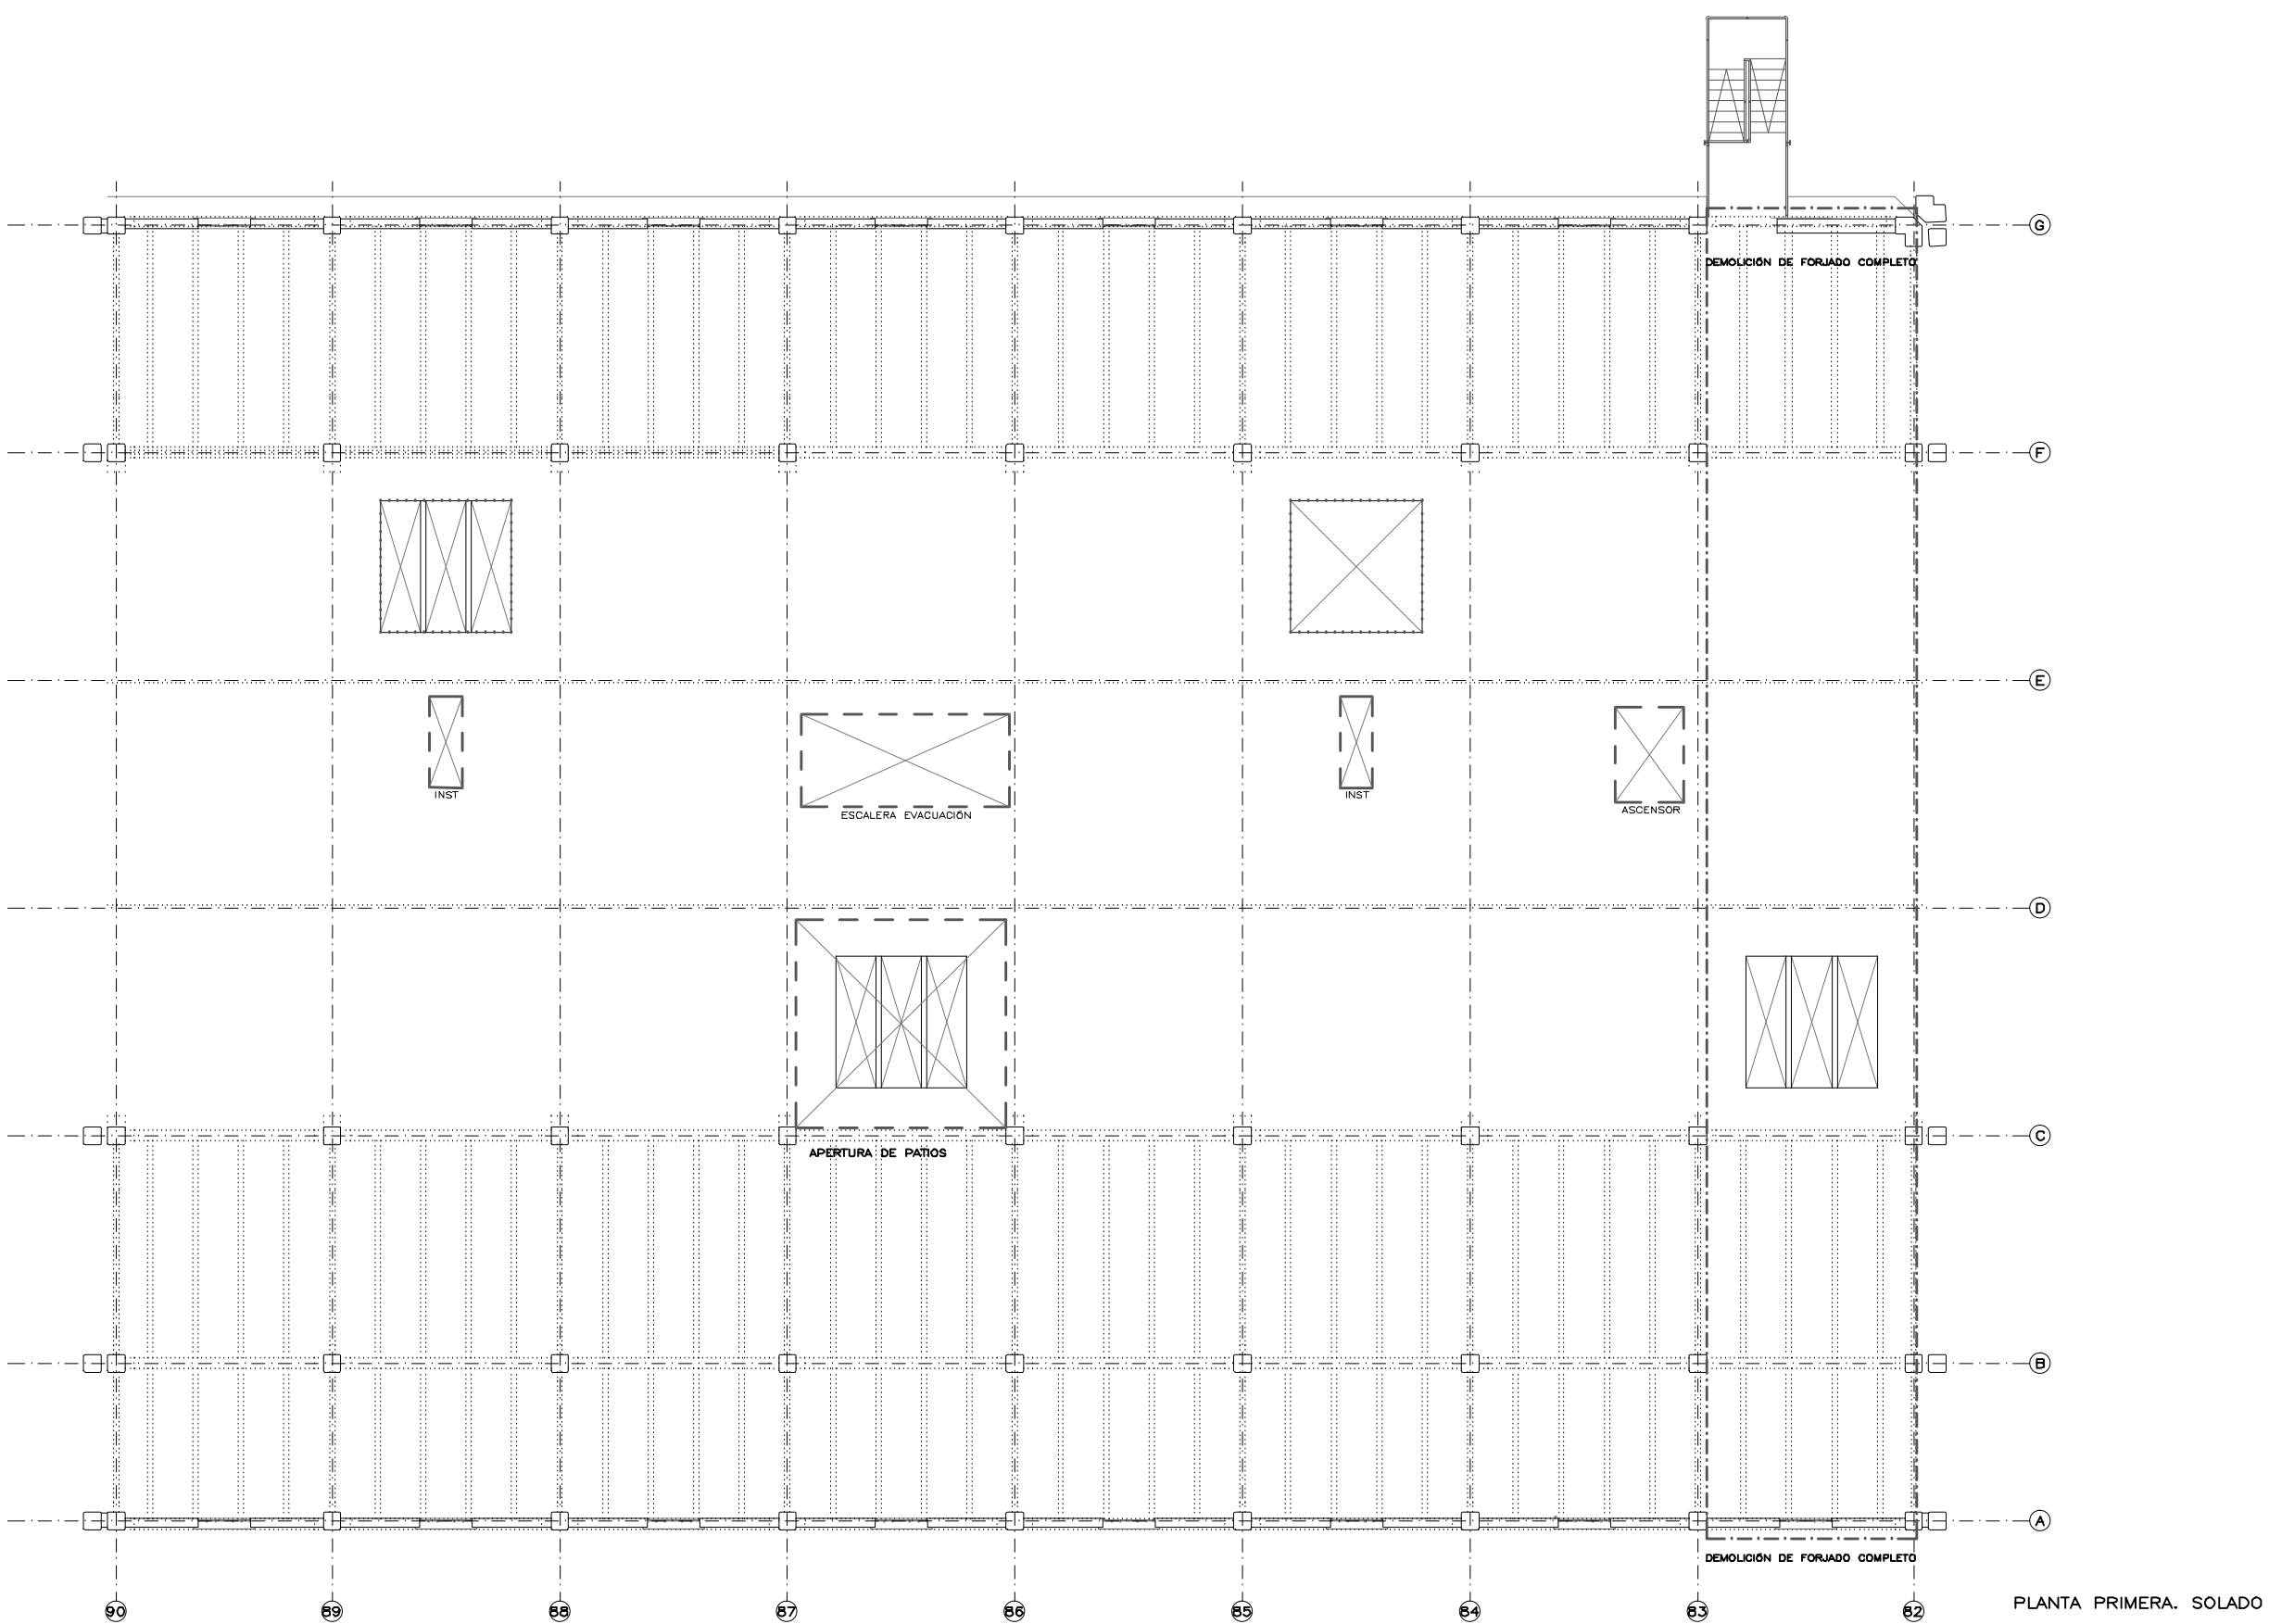 G
DEMOLICIÓN DE FORJADO COMPLETO
F
E
INST
ESCALERA EVACUACIÓN
INST
ASCENSOR
D
C
APERTURA DE PATIOS
B
A
DEMOLICIÓN DE FORJADO COMPLETO
90 89 88 87 86 85 84 83 82
PLANTA PRIMERA. SOLADO